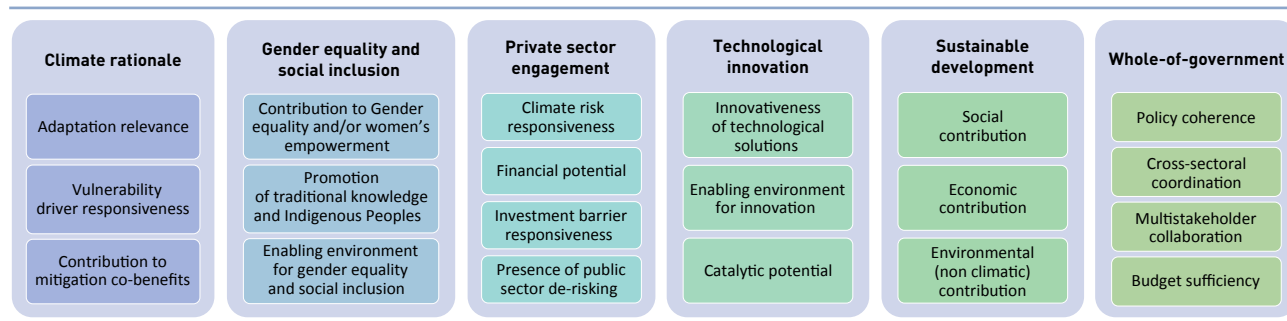 Climate rationale
Adaptation relevance
Vulnerability
driver responsiveness
Contribution to
mitigation co-benefits
Gender equality and
social inclusion
Contribution to Gender
equality and/or women's
empowerment
Promotion
of traditional knowledge
and Indigenous Peoples
Enabling environment
for gender equality
and social inclusion
Private sector
engagement
Climate risk
responsiveness
Financial potential
Investment barrier
responsiveness
Presence of public
sector de-risking
Technological
innovation
Innovativeness
of technological
solutions
Enabling environment
for innovation
Catalytic potential
Sustainable
development
Social
contribution
Economic
contribution
Environmental
(non climatic)
contribution
Whole-of-government
Policy coherence
Cross-sectoral
coordination
Multistakeholder
collaboration
Budget sufficiency